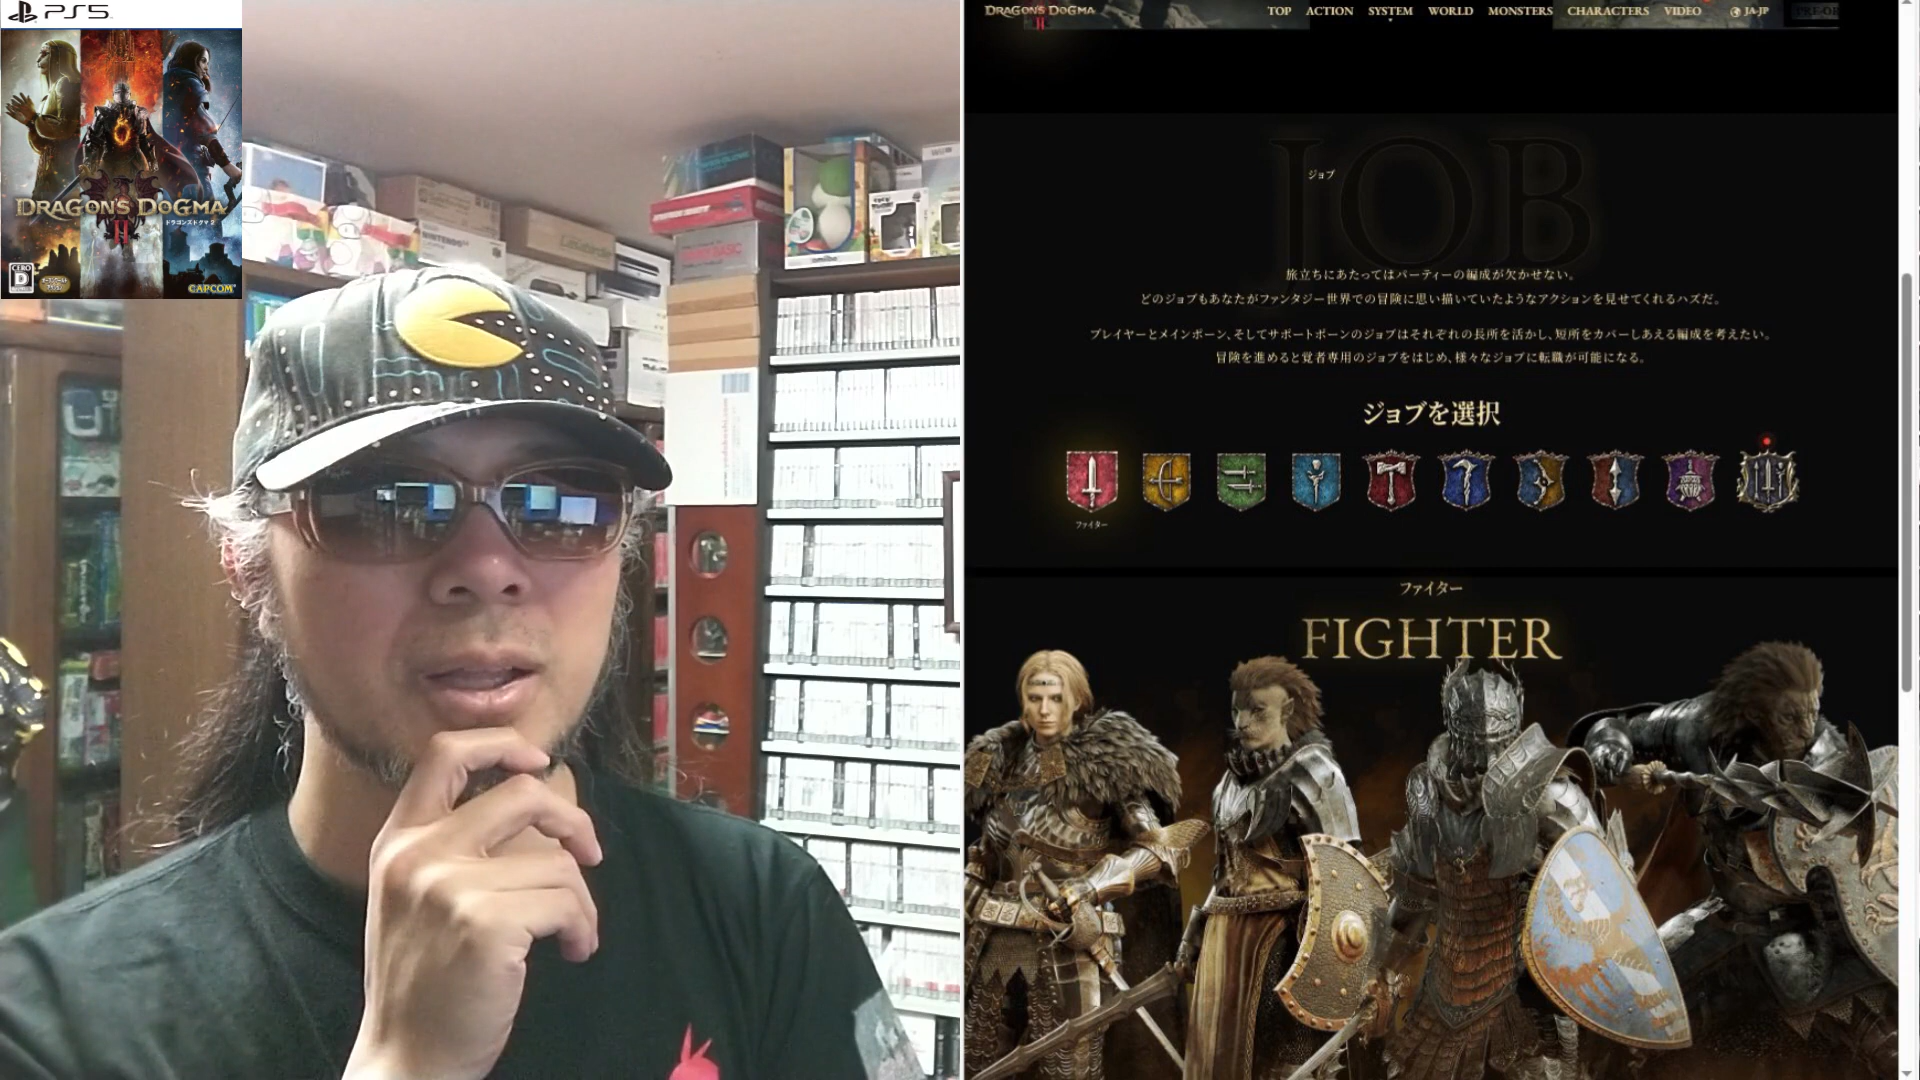 PS5
DRAGON'S DOGMA
II
ドラゴンズドグマ 2
CERO
D
CAPCOM
NINTENDO64
amiibo
DRAGON'S DOGMA
II
TOP
ACTION
SYSTEM
WORLD
MONSTERS
CHARACTERS
VIDEO
JA-JP
JOB
ジョブ
旅立ちにあたってはパーティーの編成が欠かせない。
どのジョブもあなたがファンタジー世界での冒険に思い描いていたようなアクションを見せてくれるハズだ。
プレイヤーとメインポーン、そしてサポートポーンのジョブはそれぞれの長所を活かし、短所をカバーしあえる編成を考えたい。
冒険を進めると覚者専用のジョブをはじめ、様々なジョブに転職が可能になる。
ジョブを選択
ファイター
ファイター
FIGHTER